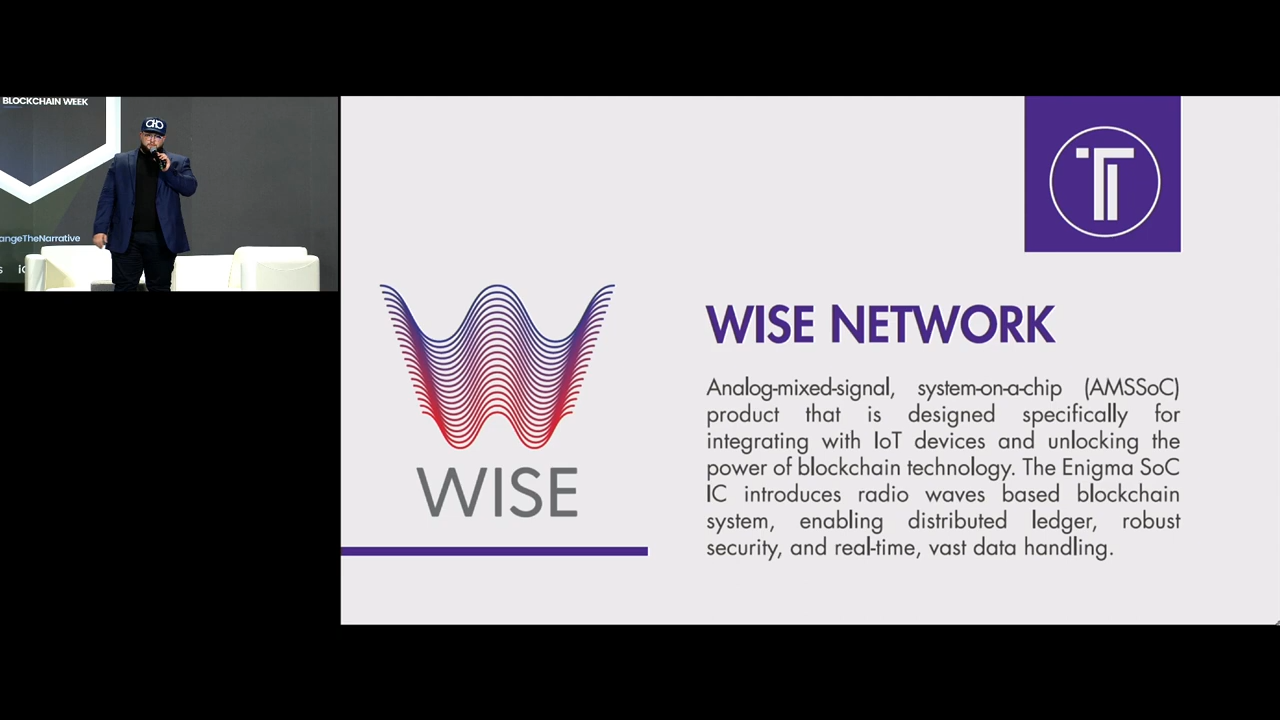 BLOCKCHAIN WEEK
angeTheNarrative
WISE
WISE NETWORK
Analog-mixed-signal, system-on-a-chip (AMSSoC)
product that is designed specifically for
integrating with IoT devices and unlocking the
power of blockchain technology. The Enigma SoC
IC introduces radio waves based blockchain
system, enabling distributed ledger, robust
security, and real-time, vast data handling.